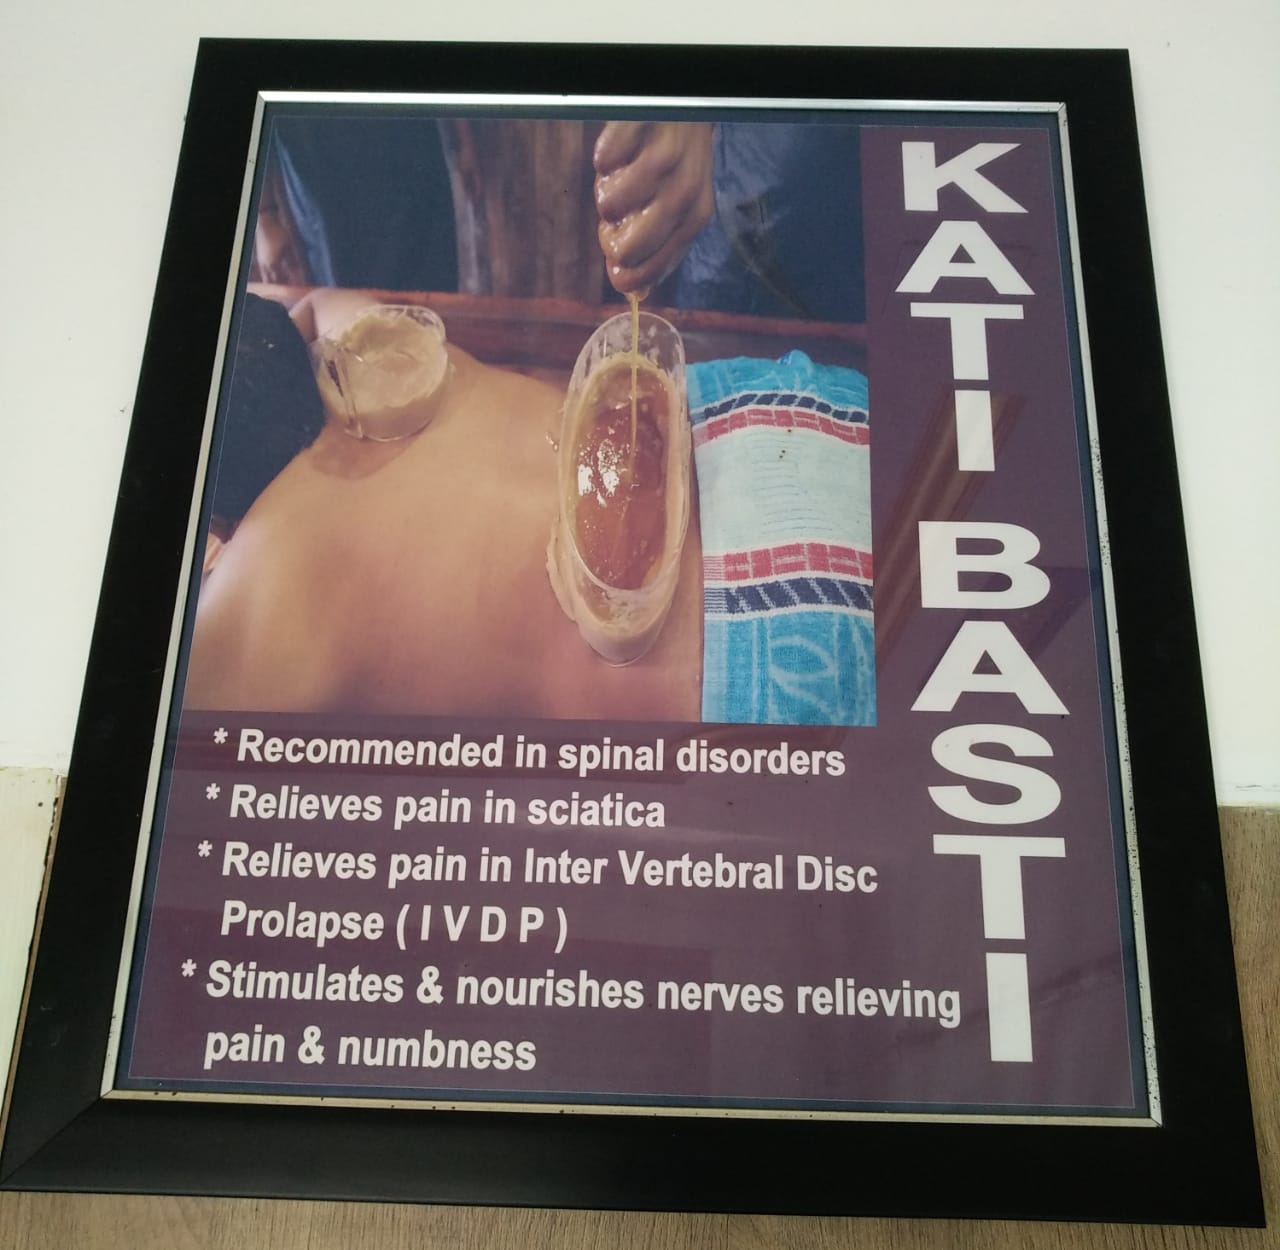 KATI BASTI
* Recommended in spinal disorders
* Relieves pain in sciatica
* Relieves pain in Inter Vertebral Disc
Prolapse ( I V D P )
* Stimulates & nourishes nerves relieving
pain & numbness